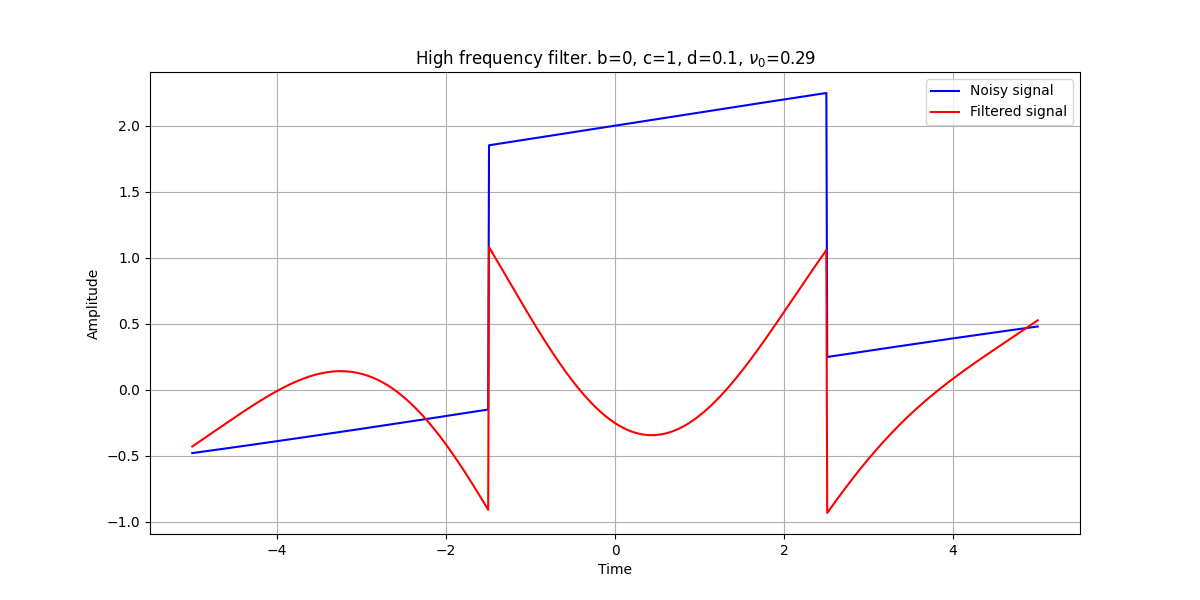 High frequency filter. b=0, c=1, d=0.1, ν₀=0.29
Noisy signal
Filtered signal
2.0
1.5
1.0
0.5
0.0
−0.5
−1.0
Amplitude
−4
−2
0
2
4
Time